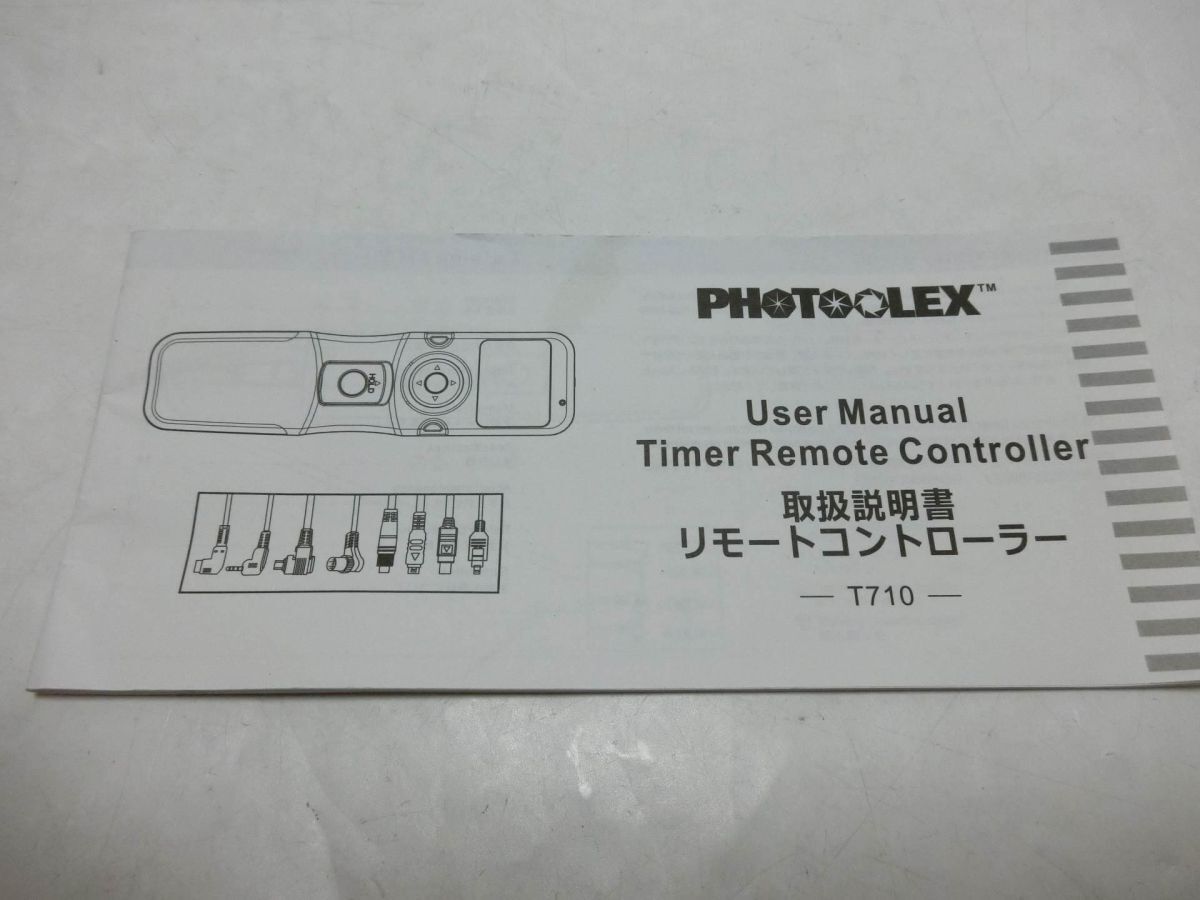 PHOTOOLEX™
User Manual
Timer Remote Controller
取扱説明書
リモートコントローラー
— T710 —
HOLD